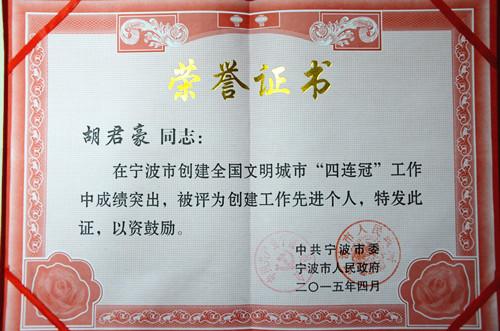 荣誉证书
胡君豪 同志：
在宁波市创建全国文明城市“四连冠”工作
中成绩突出，被评为创建工作先进个人，特发此
证，以资鼓励。
中共宁波市委
宁波市人民政府
二〇一五年四月